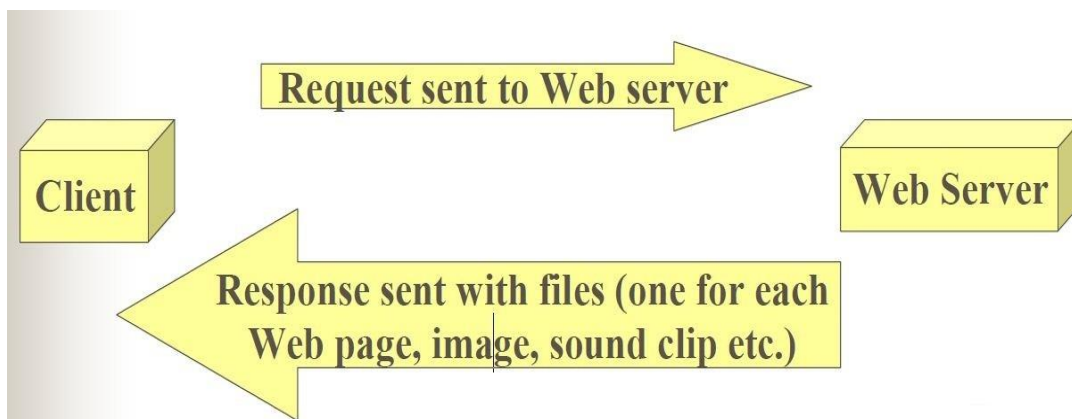 Request sent to Web server
Client
Web Server
Response sent with files (one for each
Web page, image, sound clip etc.)